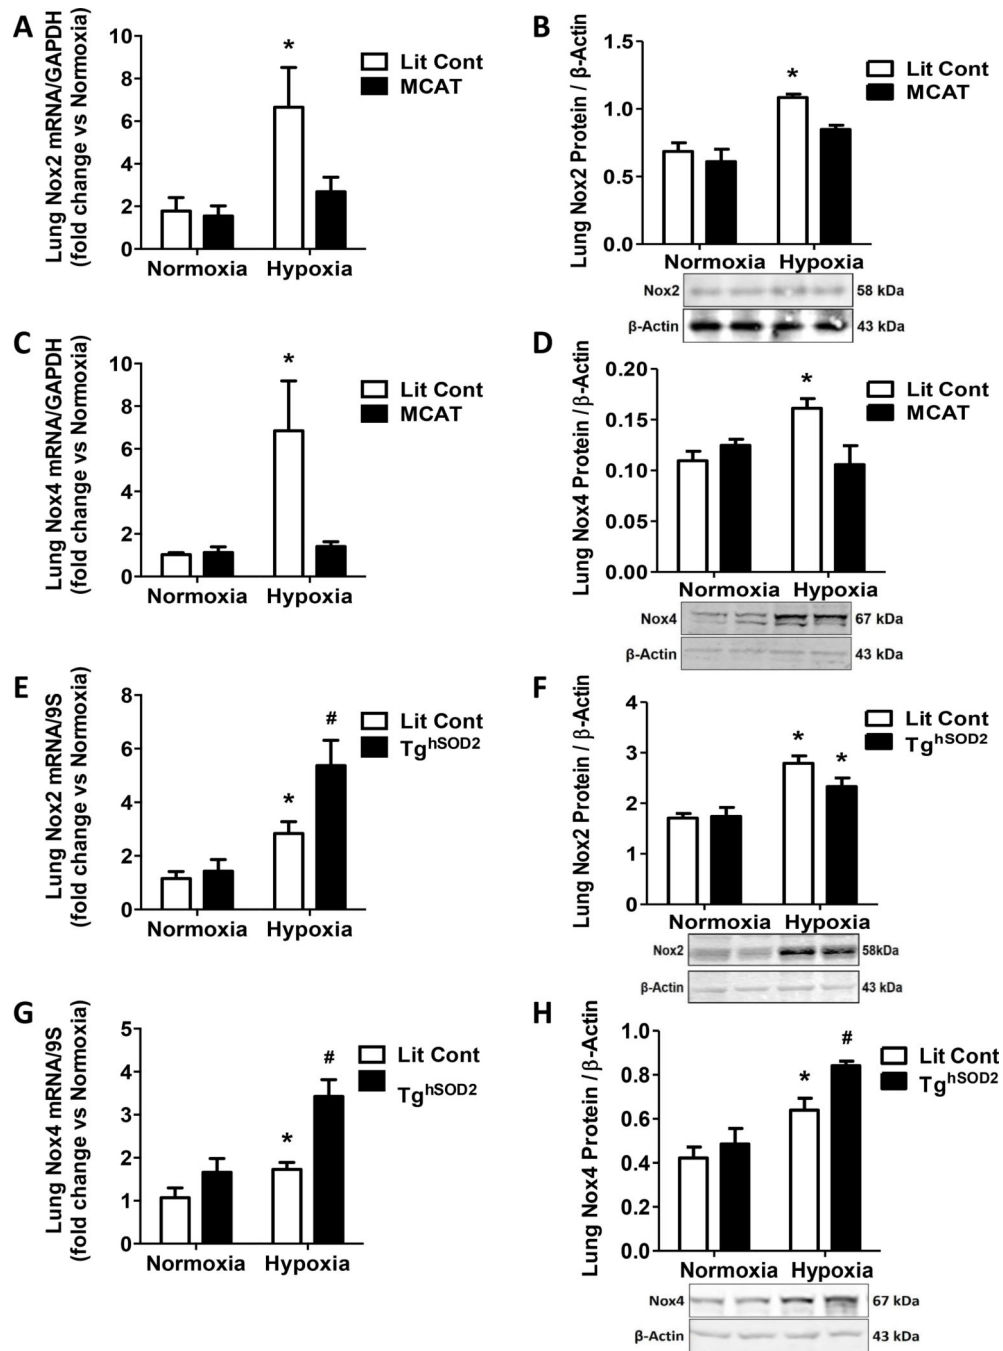 A
Lung Nox2 mRNA/GAPDH
(fold change vs Normoxia)
10
8
6
4
2
0
*
Lit Cont
MCAT
Normoxia Hypoxia
B
Lung Nox2 Protein / β-Actin
1.5
1.0
0.5
0.0
*
Lit Cont
MCAT
Normoxia Hypoxia
Nox2 58 kDa
β-Actin 43 kDa
C
Lung Nox4 mRNA/GAPDH
(fold change vs Normoxia)
10
8
6
4
2
0
*
Lit Cont
MCAT
Normoxia Hypoxia
D
Lung Nox4 Protein /β-Actin
0.20
0.15
0.10
0.05
0.00
*
Lit Cont
MCAT
Normoxia Hypoxia
Nox4 67 kDa
β-Actin 43 kDa
E
Lung Nox2 mRNA/9S
(fold change vs Normoxia)
8
6
4
2
0
*
#
Lit Cont
Tg^hSOD2
Normoxia Hypoxia
F
Lung Nox2 Protein / β-Actin
4
3
2
1
0
*
*
Lit Cont
Tg^hSOD2
Normoxia Hypoxia
Nox2 58kDa
β-Actin 43 kDa
G
Lung Nox4 mRNA/9S
(fold change vs Normoxia)
5
4
3
2
1
0
*
#
Lit Cont
Tg^hSOD2
Normoxia Hypoxia
H
Lung Nox4 Protein /β-Actin
1.0
0.8
0.6
0.4
0.2
0.0
*
#
Lit Cont
Tg^hSOD2
Normoxia Hypoxia
Nox4 67 kDa
β-Actin 43 kDa